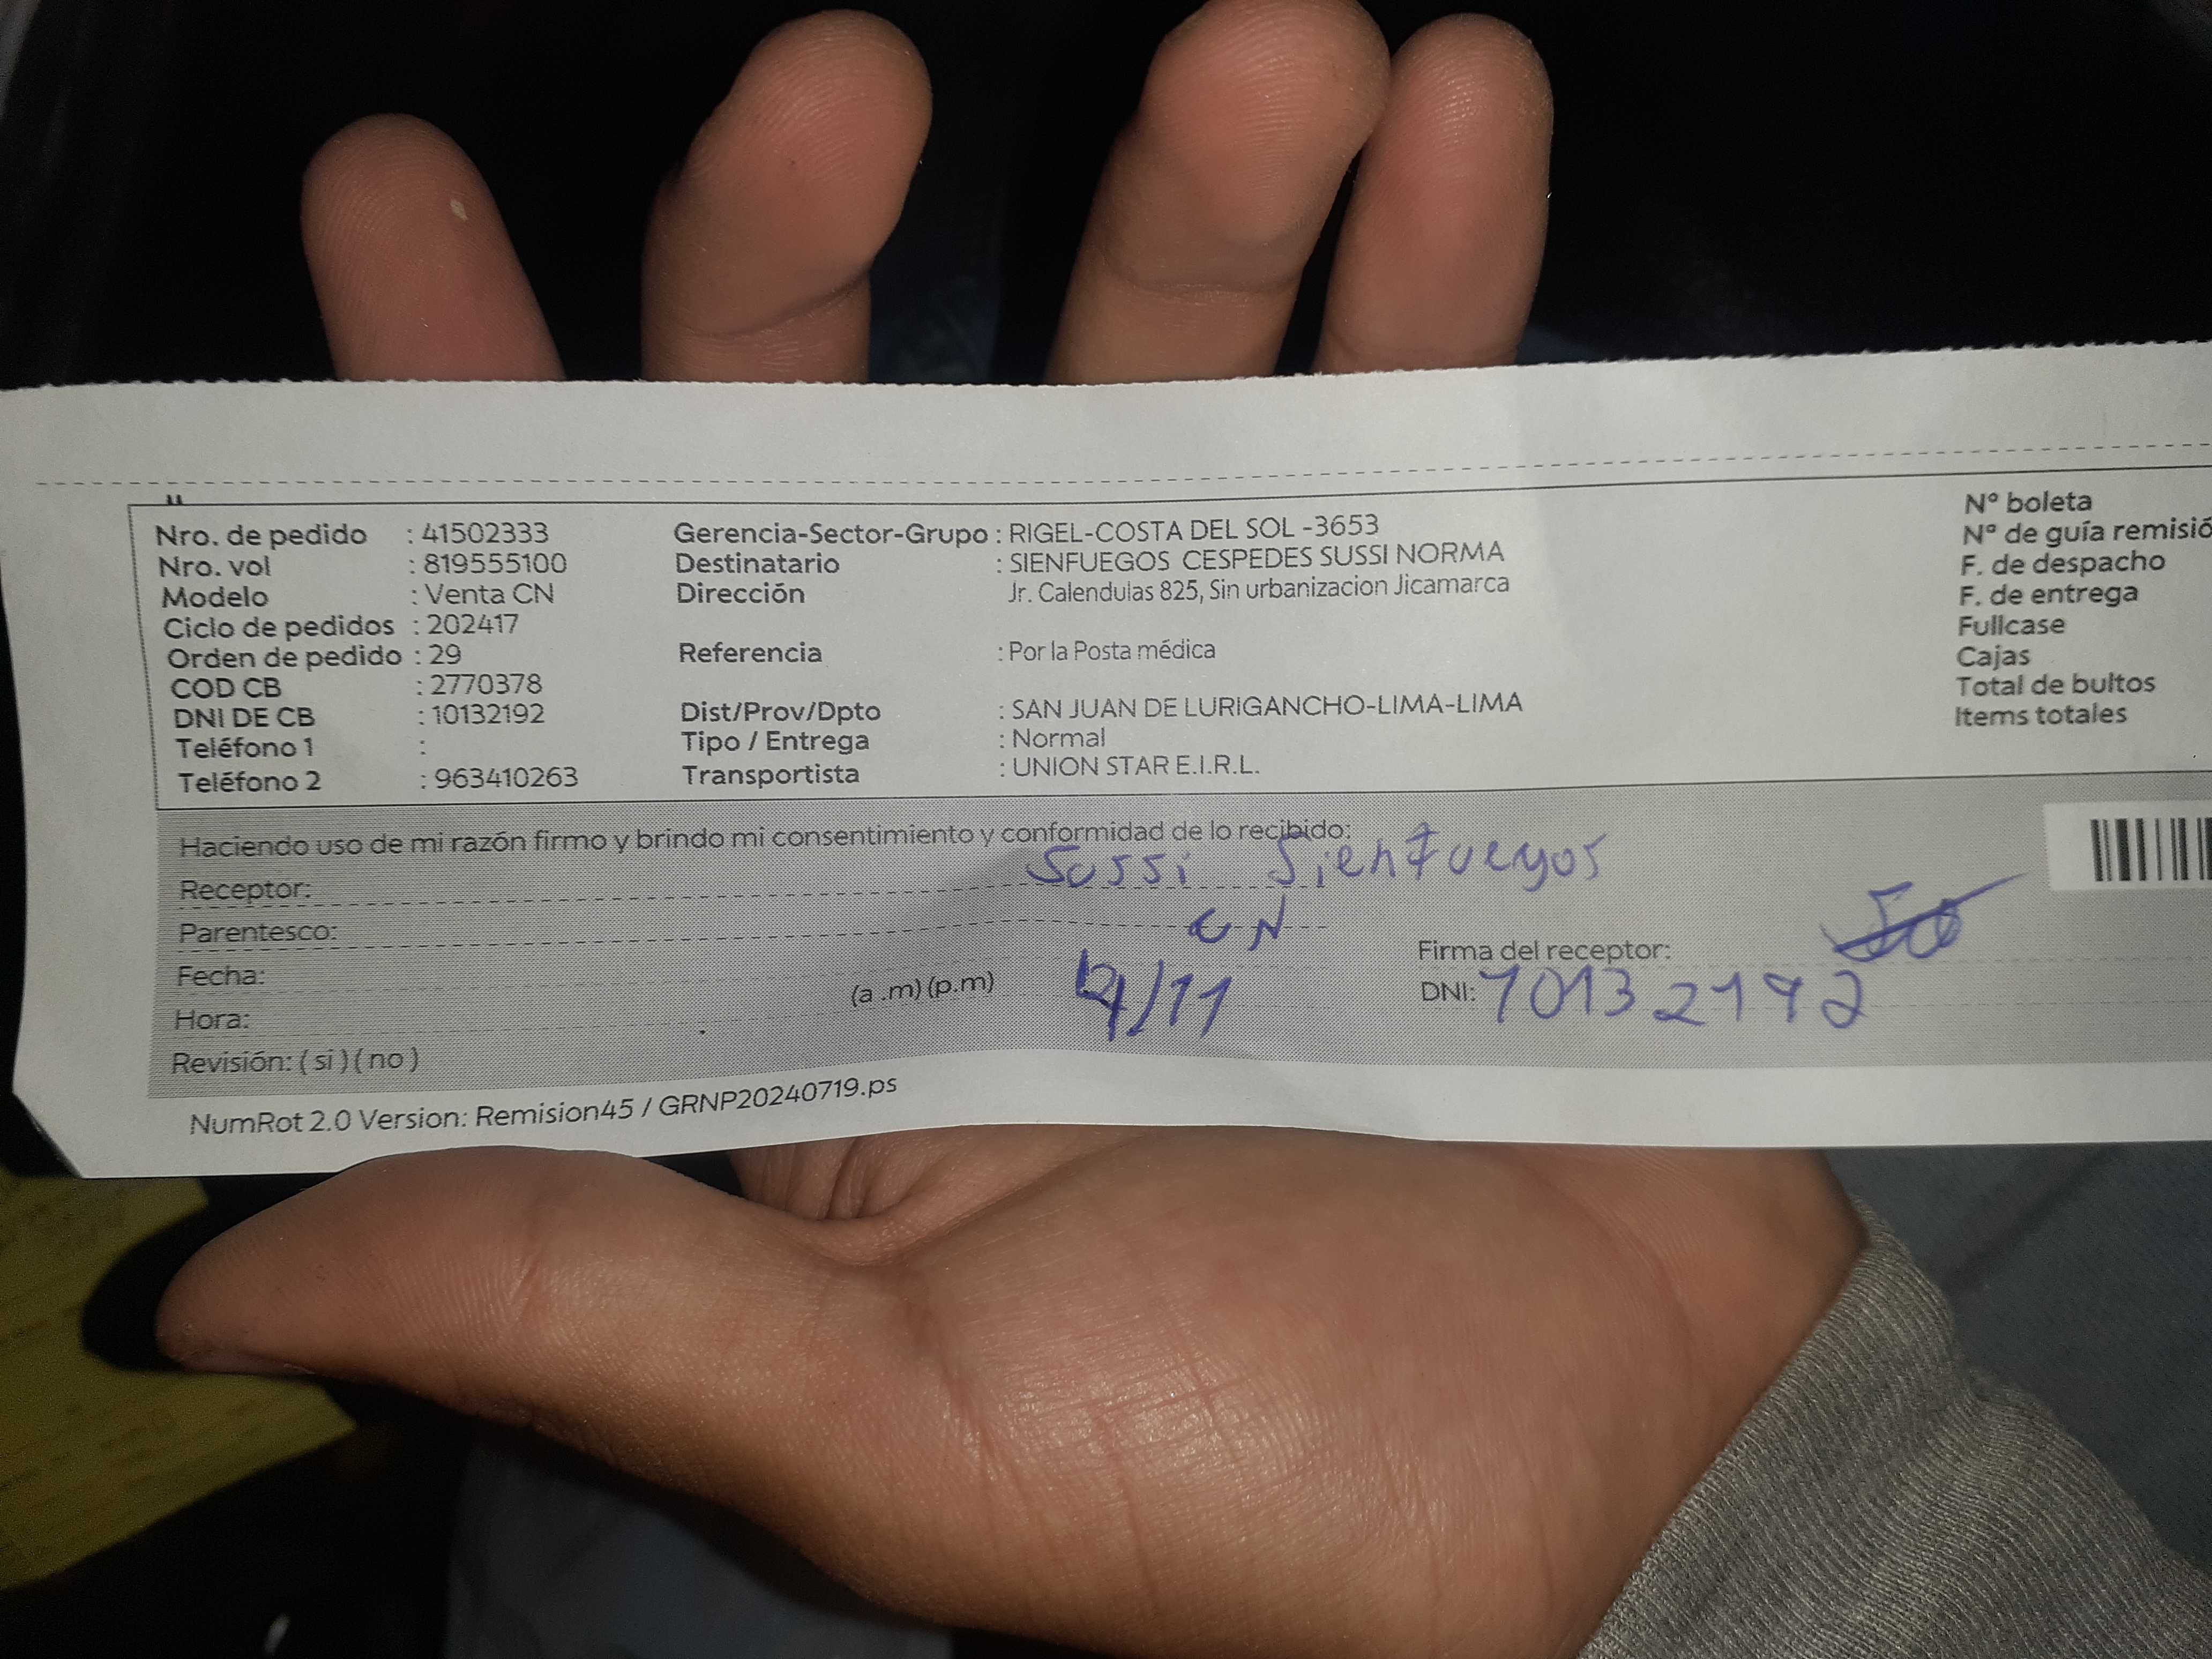 Nro. de pedido : 41502333 Gerencia-Sector-Grupo : RIGEL-COSTA DEL SOL -3653 Nº boleta
Nro. vol : 819555100 Destinatario : SIENFUEGOS CESPEDES SUSSI NORMA Nº de guía remisió
Modelo : Venta CN Dirección Jr. Calendulas 825, Sin urbanizacion Jicamarca F. de despacho
Ciclo de pedidos : 202417 F. de entrega
Orden de pedido : 29 Referencia : Por la Posta médica Fullcase
COD CB : 2770378 Cajas
DNI DE CB : 10132192 Dist/Prov/Dpto : SAN JUAN DE LURIGANCHO-LIMA-LIMA Total de bultos
Teléfono 1 : Tipo / Entrega : Normal Items totales
Teléfono 2 : 963410263 Transportista : UNION STAR E.I.R.L.
Haciendo uso de mi razón firmo y brindo mi consentimiento y conformidad de lo recibido:
Receptor: Sussi Sienfuegos
Parentesco: CN
Firma del receptor:
Fecha: (a .m) (p.m) /11 DNI: 10132192
Hora:
Revisión: ( si ) ( no )
NumRot 2.0 Version: Remision45 / GRNP20240719.ps